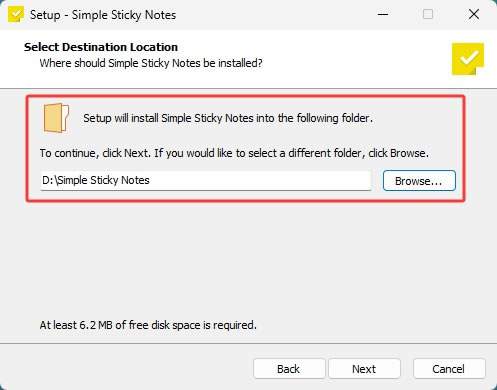 Setup - Simple Sticky Notes
Select Destination Location
Where should Simple Sticky Notes be installed?
Setup will install Simple Sticky Notes into the following folder.
To continue, click Next. If you would like to select a different folder, click Browse.
D:\Simple Sticky Notes
Browse...
At least 6.2 MB of free disk space is required.
Back
Next
Cancel